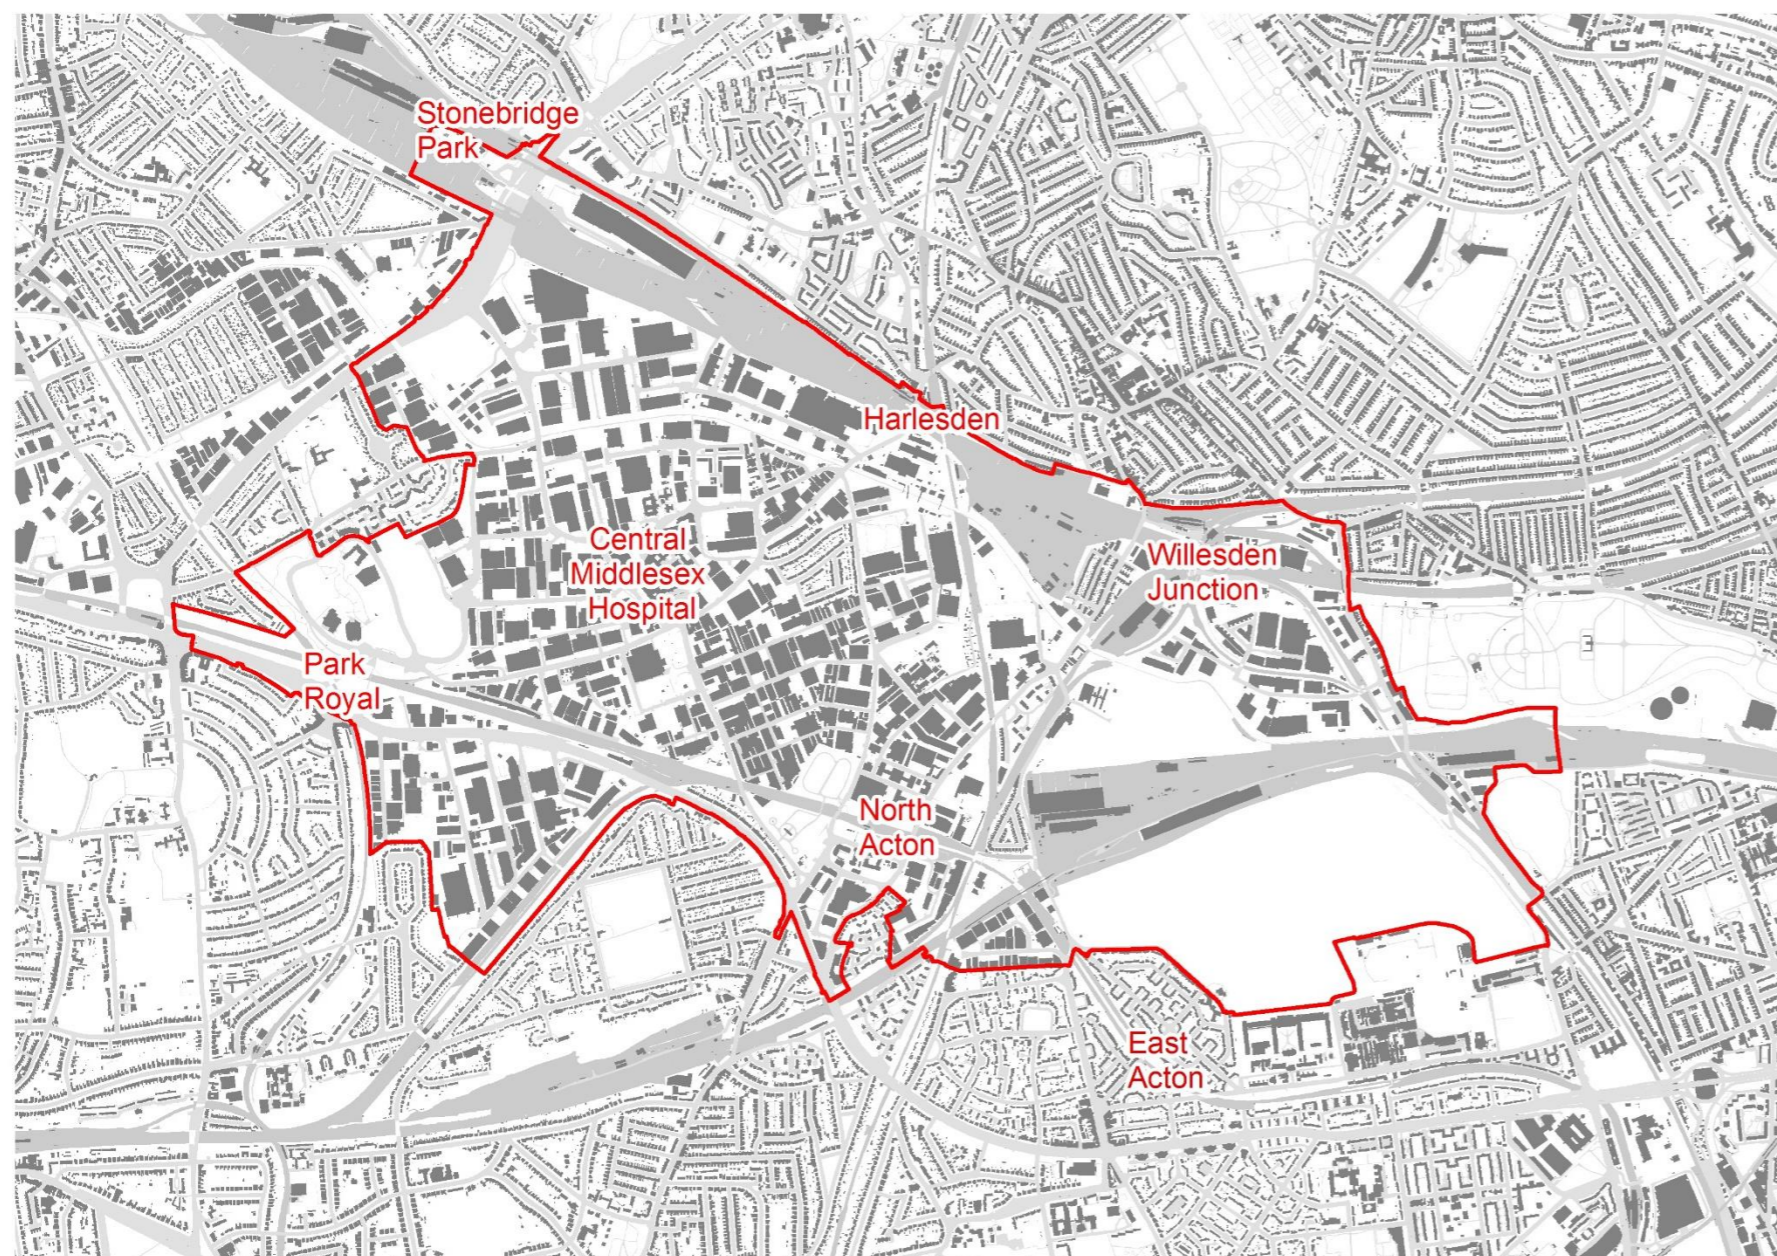 Stonebridge
Park
Harlesden
Central
Middlesex
Hospital
Willesden
Junction
Park
Royal
North
Acton
East
Acton